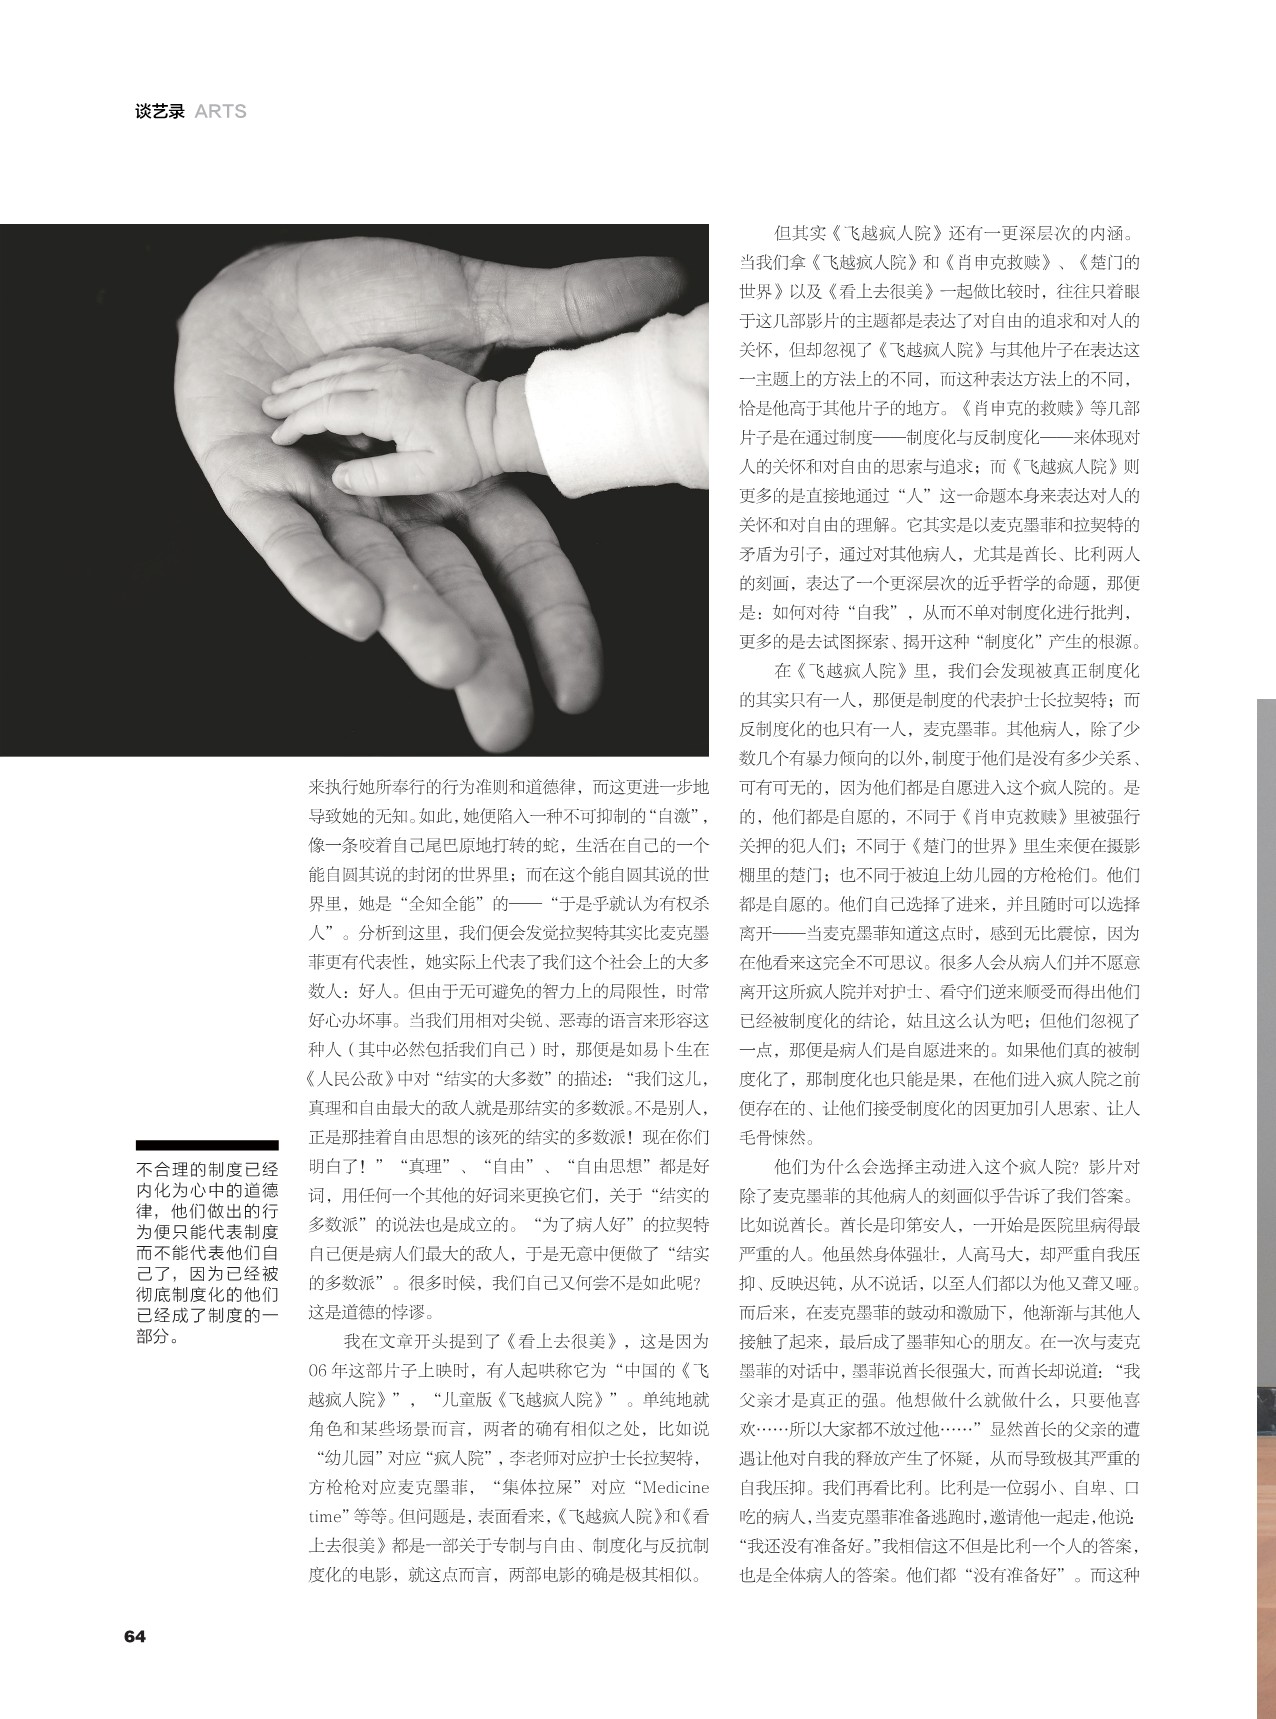 谈艺录 ARTS
来执行她所奉行的行为准则和道德律，而这更进一步地
导致她的无知。如此，她便陷入一种不可抑制的“自激”，
像一条咬着自己尾巴原地打转的蛇，生活在自己的一个
能自圆其说的封闭的世界里；而在这个能自圆其说的世
界里，她是“全知全能”的——“于是乎就认为有权杀
人”。分析到这里，我们便会发觉拉契特其实比麦克墨
菲更有代表性，她实际上代表了我们这个社会上的大多
数人：好人。但由于无可避免的智力上的局限性，时常
好心办坏事。当我们用相对尖锐、恶毒的语言来形容这
种人（其中必然包括我们自己）时，那便是如易卜生在
《人民公敌》中对“结实的大多数”的描述：“我们这儿，
真理和自由最大的敌人就是那结实的多数派。不是别人，
正是那挂着自由思想的该死的结实的多数派！现在你们
明白了！”“真理”、“自由”、“自由思想”都是好
词，用任何一个其他的好词来更换它们，关于“结实的
多数派”的说法也是成立的。“为了病人好”的拉契特
自己便是病人们最大的敌人，于是无意中便做了“结实
的多数派”。很多时候，我们自己又何尝不是如此呢？
这是道德的悖谬。
我在文章开头提到了《看上去很美》，这是因为
06 年这部片子上映时，有人起哄称它为“中国的《飞
越疯人院》”，“儿童版《飞越疯人院》”。单纯地就
角色和某些场景而言，两者的确有相似之处，比如说
“幼儿园”对应“疯人院”，李老师对应护士长拉契特，
方枪枪对应麦克墨菲，“集体拉屎”对应“Medicine
time”等等。但问题是，表面看来，《飞越疯人院》和《看
上去很美》都是一部关于专制与自由、制度化与反抗制
度化的电影，就这点而言，两部电影的确是极其相似。
但其实《飞越疯人院》还有一更深层次的内涵。
当我们拿《飞越疯人院》和《肖申克救赎》、《楚门的
世界》以及《看上去很美》一起做比较时，往往只着眼
于这几部影片的主题都是表达了对自由的追求和对人的
关怀，但却忽视了《飞越疯人院》与其他片子在表达这
一主题上的方法上的不同，而这种表达方法上的不同，
恰是他高于其他片子的地方。《肖申克的救赎》等几部
片子是在通过制度——制度化与反制度化——来体现对
人的关怀和对自由的思索与追求；而《飞越疯人院》则
更多的是直接地通过“人”这一命题本身来表达对人的
关怀和对自由的理解。它其实是以麦克墨菲和拉契特的
矛盾为引子，通过对其他病人，尤其是酋长、比利两人
的刻画，表达了一个更深层次的近乎哲学的命题，那便
是：如何对待“自我”，从而不单对制度化进行批判，
更多的是去试图探索、揭开这种“制度化”产生的根源。
在《飞越疯人院》里，我们会发现被真正制度化
的其实只有一人，那便是制度的代表护士长拉契特；而
反制度化的也只有一人，麦克墨菲。其他病人，除了少
数几个有暴力倾向的以外，制度于他们是没有多少关系、
可有可无的，因为他们都是自愿进入这个疯人院的。是
的，他们都是自愿的，不同于《肖申克救赎》里被强行
关押的犯人们；不同于《楚门的世界》里生来便在摄影
棚里的楚门；也不同于被迫上幼儿园的方枪枪们。他们
都是自愿的。他们自己选择了进来，并且随时可以选择
离开——当麦克墨菲知道这点时，感到无比震惊，因为
在他看来这完全不可思议。很多人会从病人们并不愿意
离开这所疯人院并对护士、看守们逆来顺受而得出他们
已经被制度化的结论，姑且这么认为吧；但他们忽视了
一点，那便是病人们是自愿进来的。如果他们真的被制
度化了，那制度化也只能是果，在他们进入疯人院之前
便存在的、让他们接受制度化的因更加引人思索、让人
毛骨悚然。
他们为什么会选择主动进入这个疯人院？影片对
除了麦克墨菲的其他病人的刻画似乎告诉了我们答案。
比如说酋长。酋长是印第安人，一开始是医院里病得最
严重的人。他虽然身体强壮，人高马大，却严重自我压
抑、反映迟钝，从不说话，以至人们都以为他又聋又哑。
而后来，在麦克墨菲的鼓动和激励下，他渐渐与其他人
接触了起来，最后成了墨菲知心的朋友。在一次与麦克
墨菲的对话中，墨菲说酋长很强大，而酋长却说道：“我
父亲才是真正的强。他想做什么就做什么，只要他喜
欢……所以大家都不放过他……”显然酋长的父亲的遭
遇让他对自我的释放产生了怀疑，从而导致极其严重的
自我压抑。我们再看比利。比利是一位弱小、自卑、口
吃的病人，当麦克墨菲准备逃跑时，邀请他一起走，他说：
“我还没有准备好。”我相信这不但是比利一个人的答案，
也是全体病人的答案。他们都“没有准备好”。而这种
不合理的制度已经
内化为心中的道德
律，他们做出的行
为便只能代表制度
而不能代表他们自
己了，因为已经被
彻底制度化的他们
已经成了制度的一
部分。
64